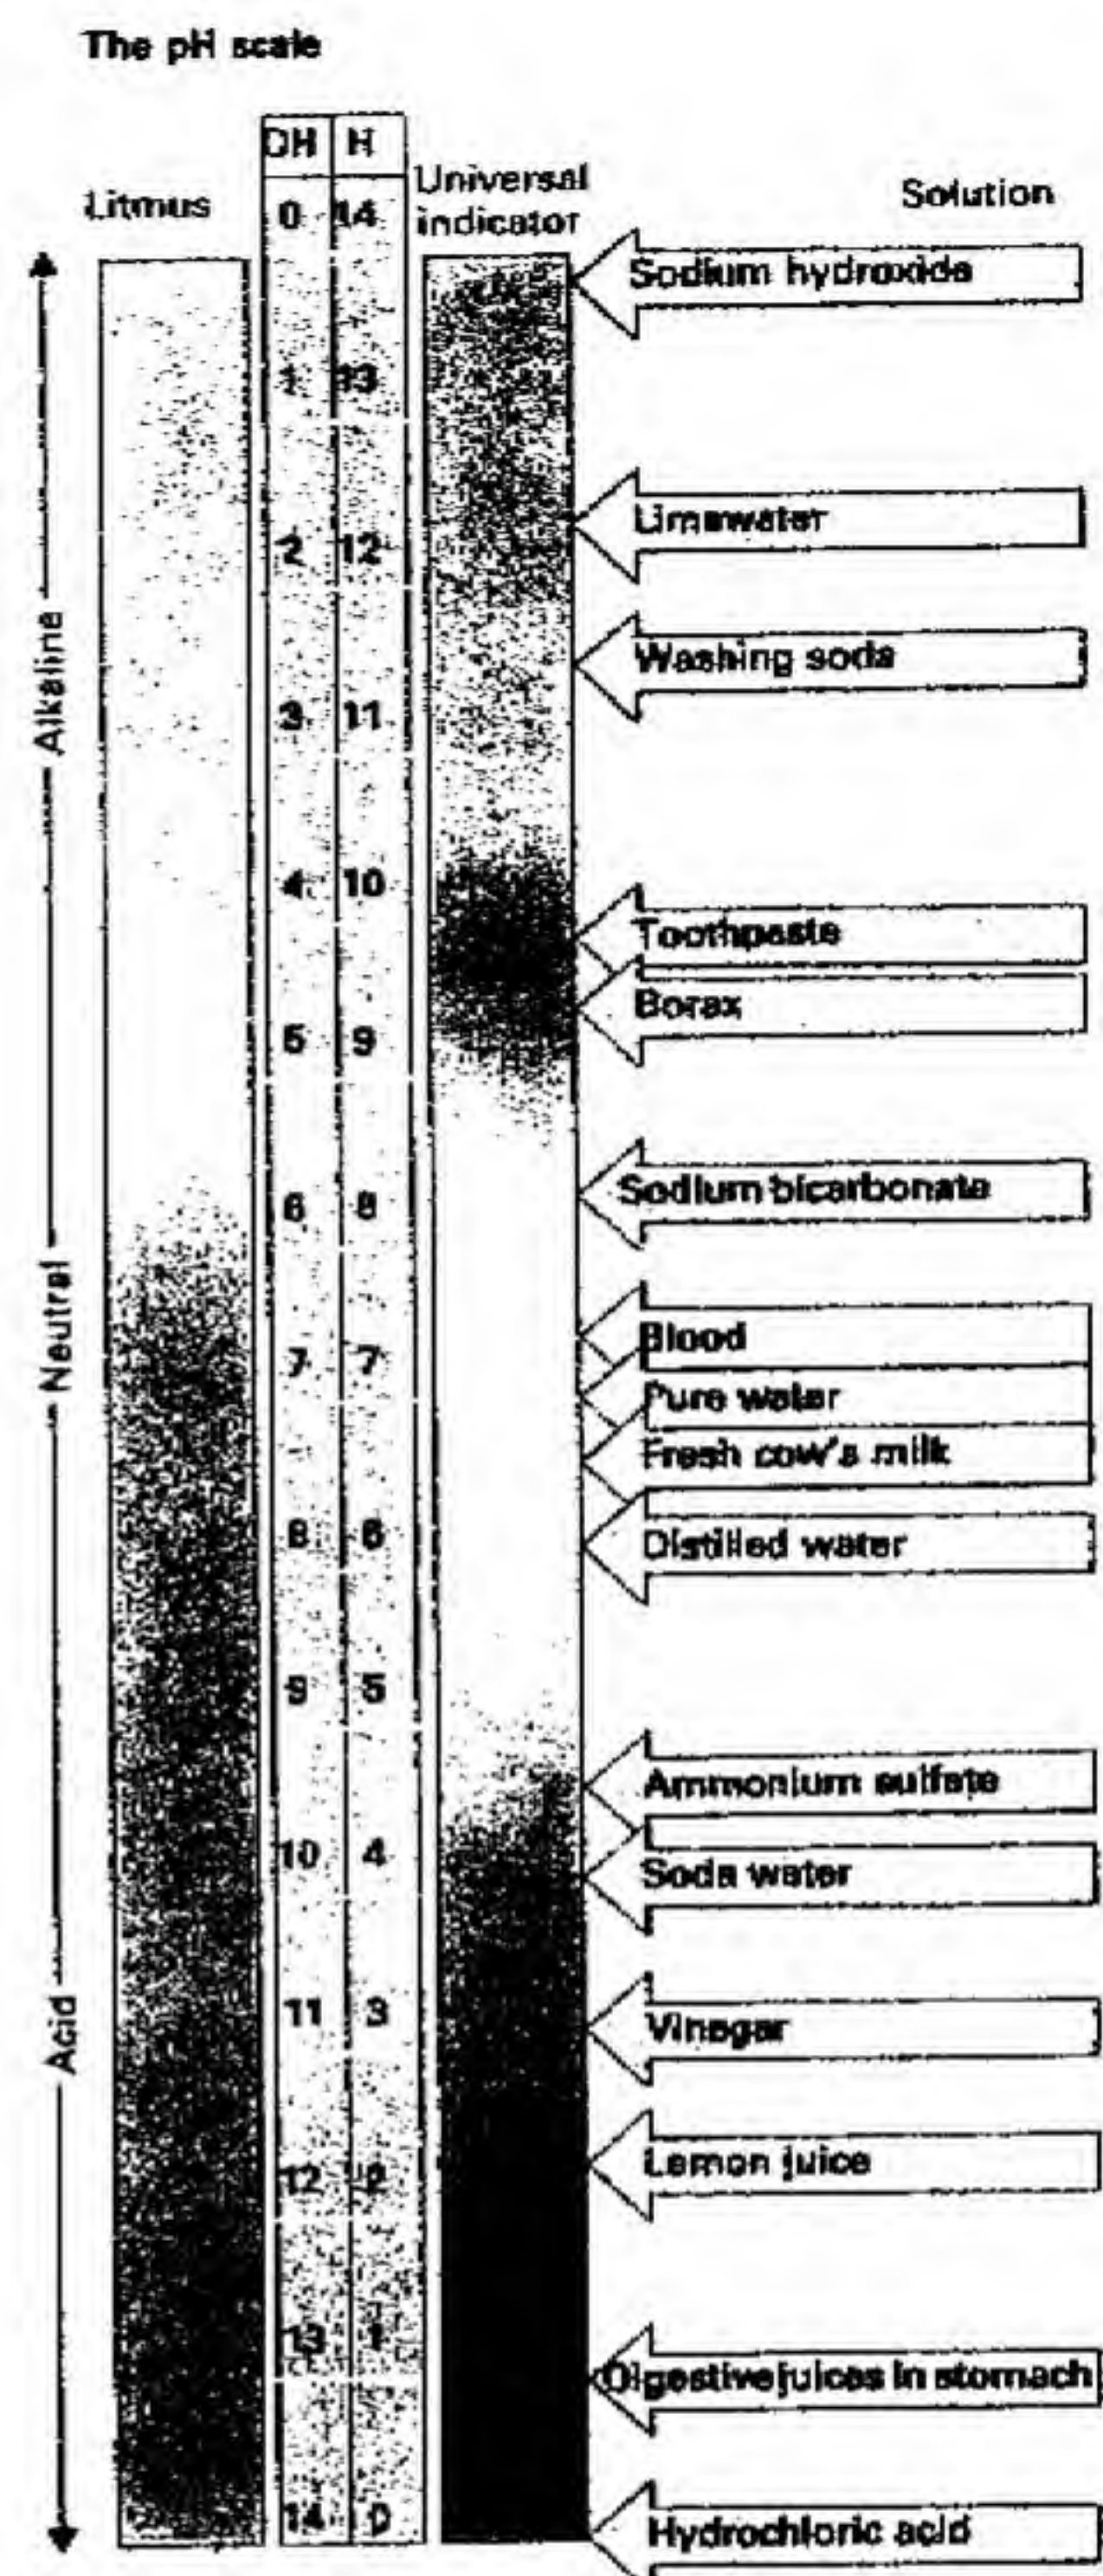 The pH scale
OH H
Litmus
Universal
indicator
Solution
0 14
Sodium hydroxide
1 13
Limewater
2 12
Washing soda
3 11
Alkaline
4 10
Toothpaste
Borax
5 9
Sodium bicarbonate
6 8
Neutral
Blood
7 7
Pure water
Fresh cow's milk
8 6
Distilled water
9 5
Ammonium sulfate
10 4
Soda water
11 3
Vinegar
Acid
12 2
Lemon juice
13 1
Digestive juices in stomach
14 0
Hydrochloric acid